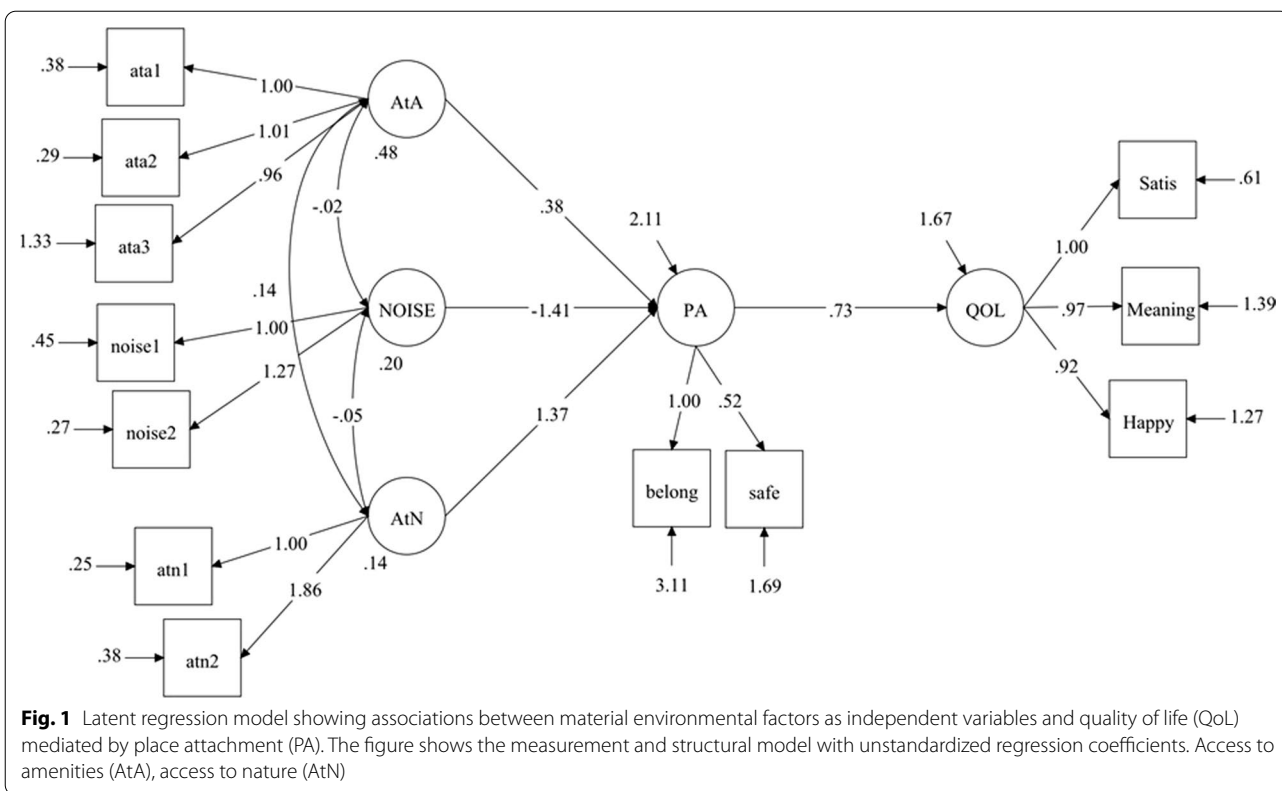 .38
ata1
1.00
AtA
.48
.29
ata2
1.01
1.33
ata3
.96
-.02
.14
.38
2.11
1.67
Satis
.61
1.00
.45
noise1
1.00
NOISE
.20
-1.41
PA
.73
QOL
.97
Meaning
1.39
.27
noise2
1.27
-.05
1.37
1.00
.52
.92
Happy
1.27
belong
safe
3.11
1.69
.25
atn1
1.00
AtN
.14
.38
atn2
1.86
Fig. 1 Latent regression model showing associations between material environmental factors as independent variables and quality of life (QoL)
mediated by place attachment (PA). The figure shows the measurement and structural model with unstandardized regression coefficients. Access to
amenities (AtA), access to nature (AtN)